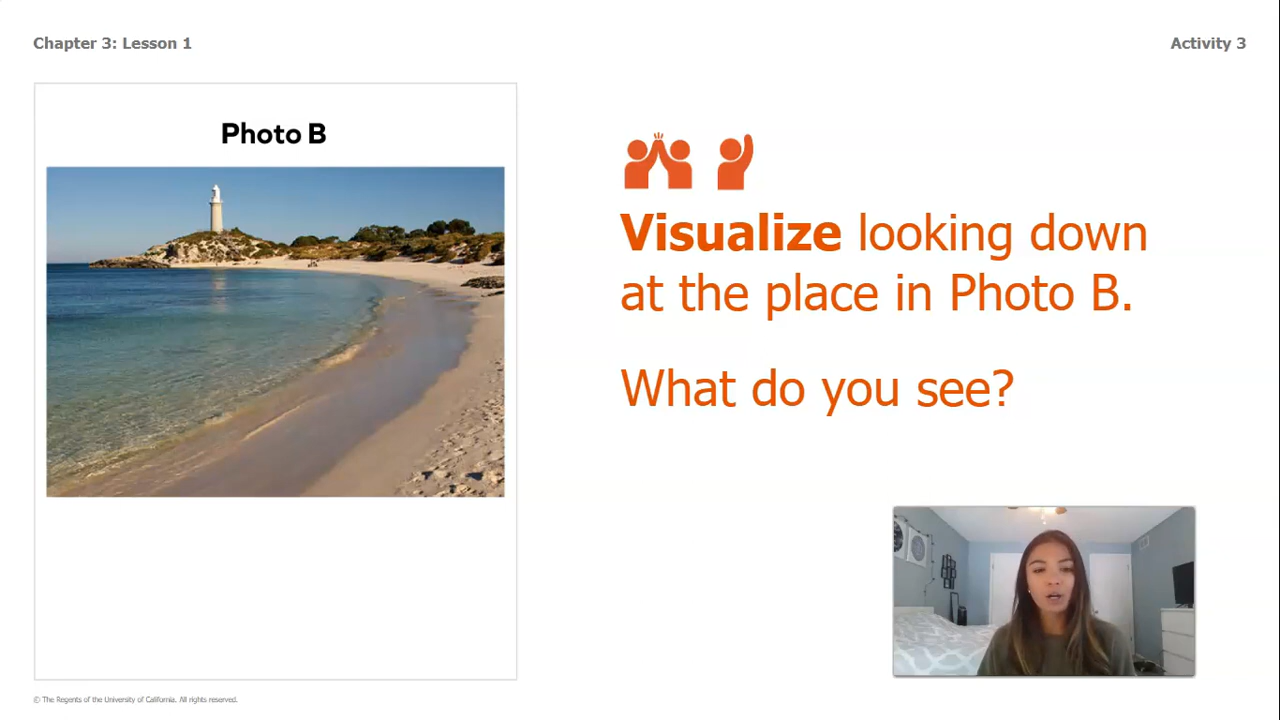 Chapter 3: Lesson 1
Activity 3
Photo B
Visualize looking down
at the place in Photo B.
What do you see?
© The Regents of the University of California. All rights reserved.